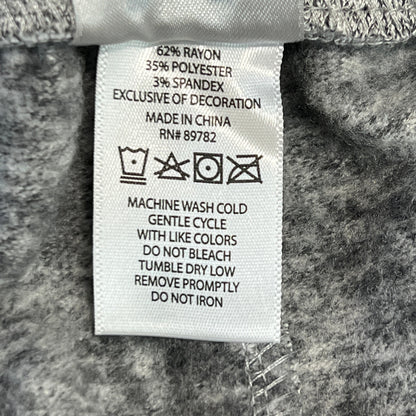 62% RAYON
35% POLYESTER
3% SPANDEX
EXCLUSIVE OF DECORATION
MADE IN CHINA
RN# 89782
MACHINE WASH COLD
GENTLE CYCLE
WITH LIKE COLORS
DO NOT BLEACH
TUMBLE DRY LOW
REMOVE PROMPTLY
DO NOT IRON